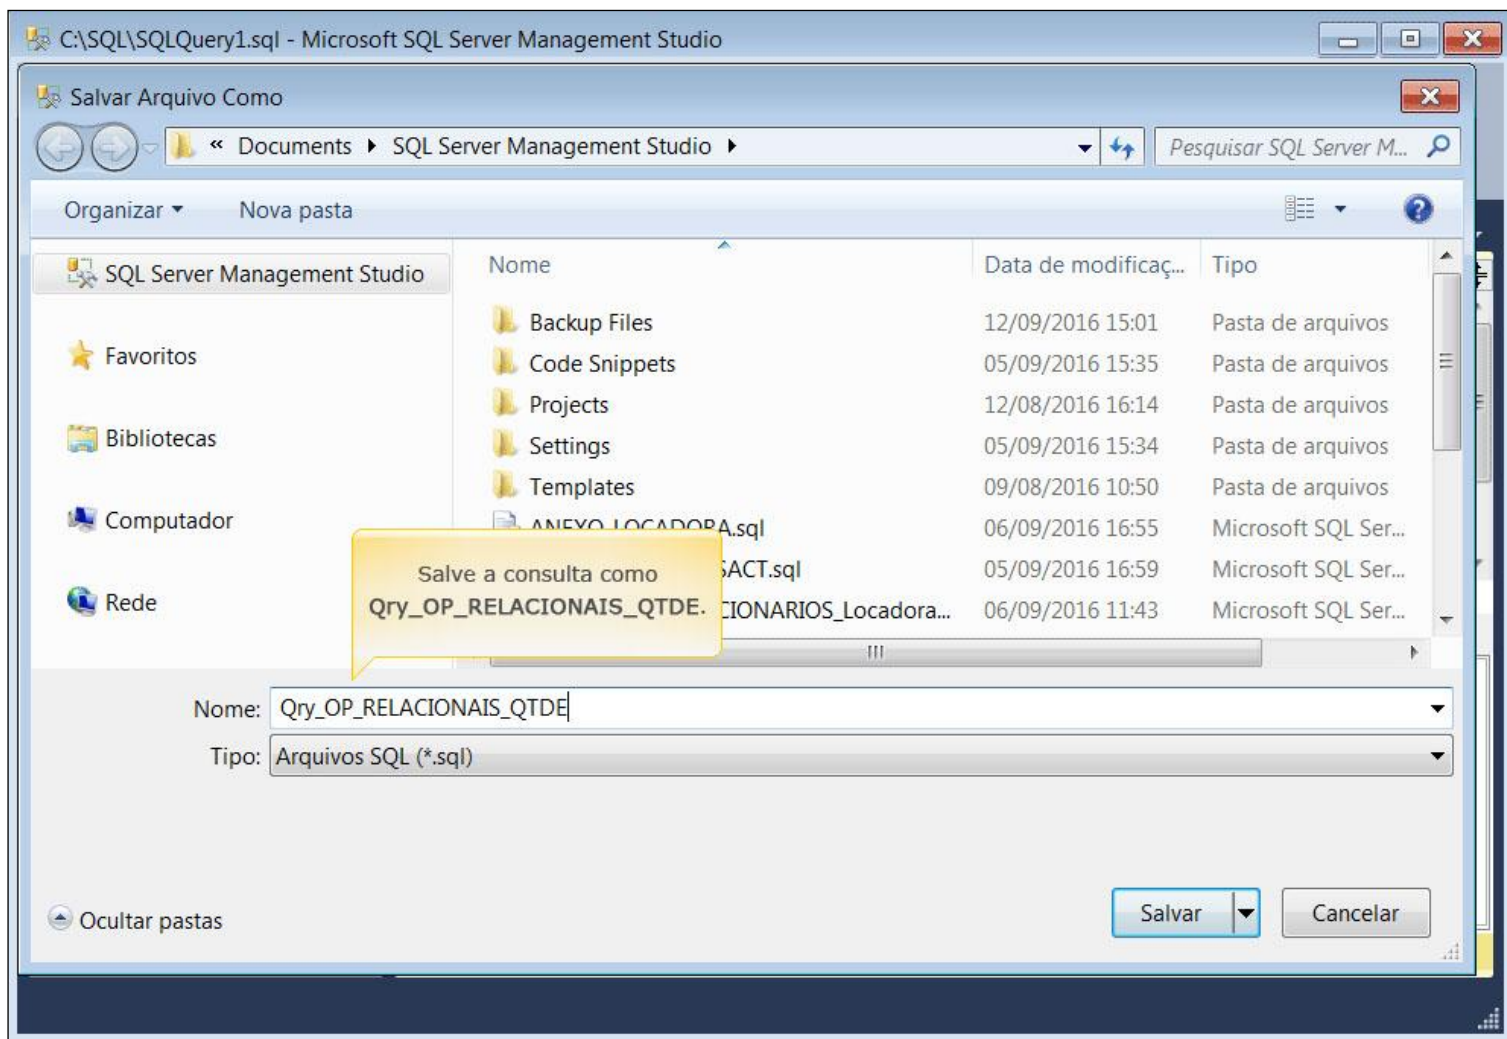 C:\SQL\SQLQuery1.sql - Microsoft SQL Server Management Studio
Salvar Arquivo Como
« Documents SQL Server Management Studio
Pesquisar SQL Server M...
Organizar Nova pasta
SQL Server Management Studio
Favoritos
Bibliotecas
Computador
Rede
Nome Data de modificaç... Tipo
Backup Files 12/09/2016 15:01 Pasta de arquivos
Code Snippets 05/09/2016 15:35 Pasta de arquivos
Projects 12/08/2016 16:14 Pasta de arquivos
Settings 05/09/2016 15:34 Pasta de arquivos
Templates 09/08/2016 10:50 Pasta de arquivos
ANEXO_LOCADORA.sql 06/09/2016 16:55 Microsoft SQL Ser...
SACT.sql 05/09/2016 16:59 Microsoft SQL Ser...
CIONARIOS_Locadora... 06/09/2016 11:43 Microsoft SQL Ser...
Salve a consulta como
Qry_OP_RELACIONAIS_QTDE.
Nome: Qry_OP_RELACIONAIS_QTDE
Tipo: Arquivos SQL (*.sql)
Ocultar pastas
Salvar
Cancelar